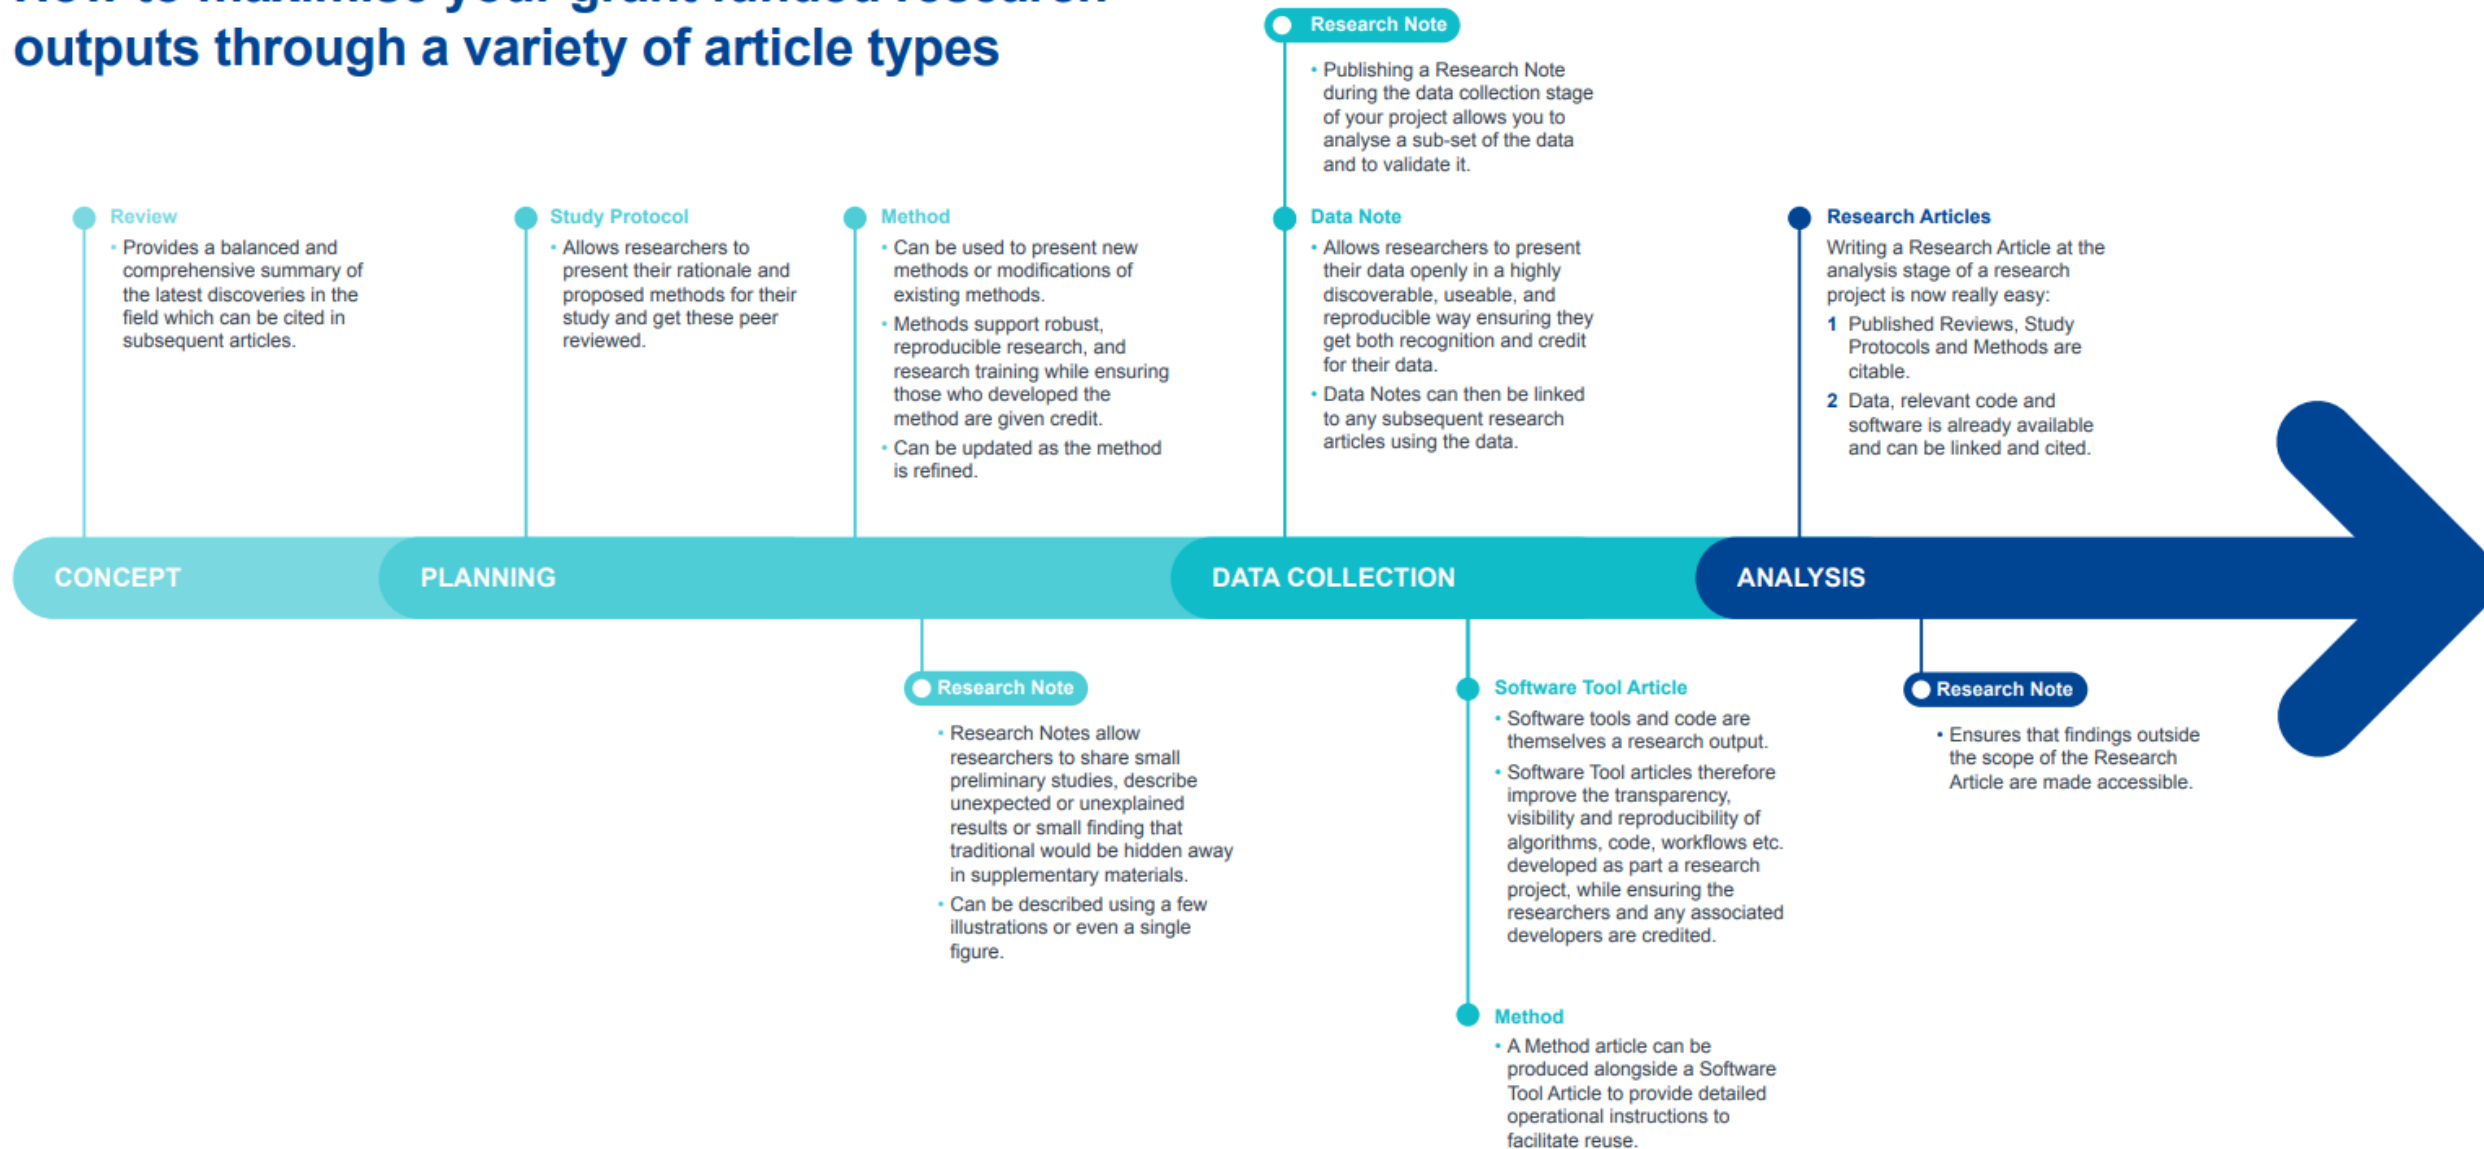 How to maximise your grant funded research
outputs through a variety of article types
Research Note
• Publishing a Research Note
during the data collection stage
of your project allows you to
analyse a sub-set of the data
and to validate it.
Review
• Provides a balanced and
comprehensive summary of
the latest discoveries in the
field which can be cited in
subsequent articles.
Study Protocol
• Allows researchers to
present their rationale and
proposed methods for their
study and get these peer
reviewed.
Method
• Can be used to present new
methods or modifications of
existing methods.
• Methods support robust,
reproducible research, and
research training while ensuring
those who developed the
method are given credit.
• Can be updated as the method
is refined.
Data Note
• Allows researchers to present
their data openly in a highly
discoverable, useable, and
reproducible way ensuring they
get both recognition and credit
for their data.
• Data Notes can then be linked
to any subsequent research
articles using the data.
Research Articles
Writing a Research Article at the
analysis stage of a research
project is now really easy:
1 Published Reviews, Study
Protocols and Methods are
citable.
2 Data, relevant code and
software is already available
and can be linked and cited.
CONCEPT
PLANNING
DATA COLLECTION
ANALYSIS
Research Note
• Research Notes allow
researchers to share small
preliminary studies, describe
unexpected or unexplained
results or small finding that
traditional would be hidden away
in supplementary materials.
• Can be described using a few
illustrations or even a single
figure.
Software Tool Article
• Software tools and code are
themselves a research output.
• Software Tool articles therefore
improve the transparency,
visibility and reproducibility of
algorithms, code, workflows etc.
developed as part a research
project, while ensuring the
researchers and any associated
developers are credited.
Method
• A Method article can be
produced alongside a Software
Tool Article to provide detailed
operational instructions to
facilitate reuse.
Research Note
• Ensures that findings outside
the scope of the Research
Article are made accessible.